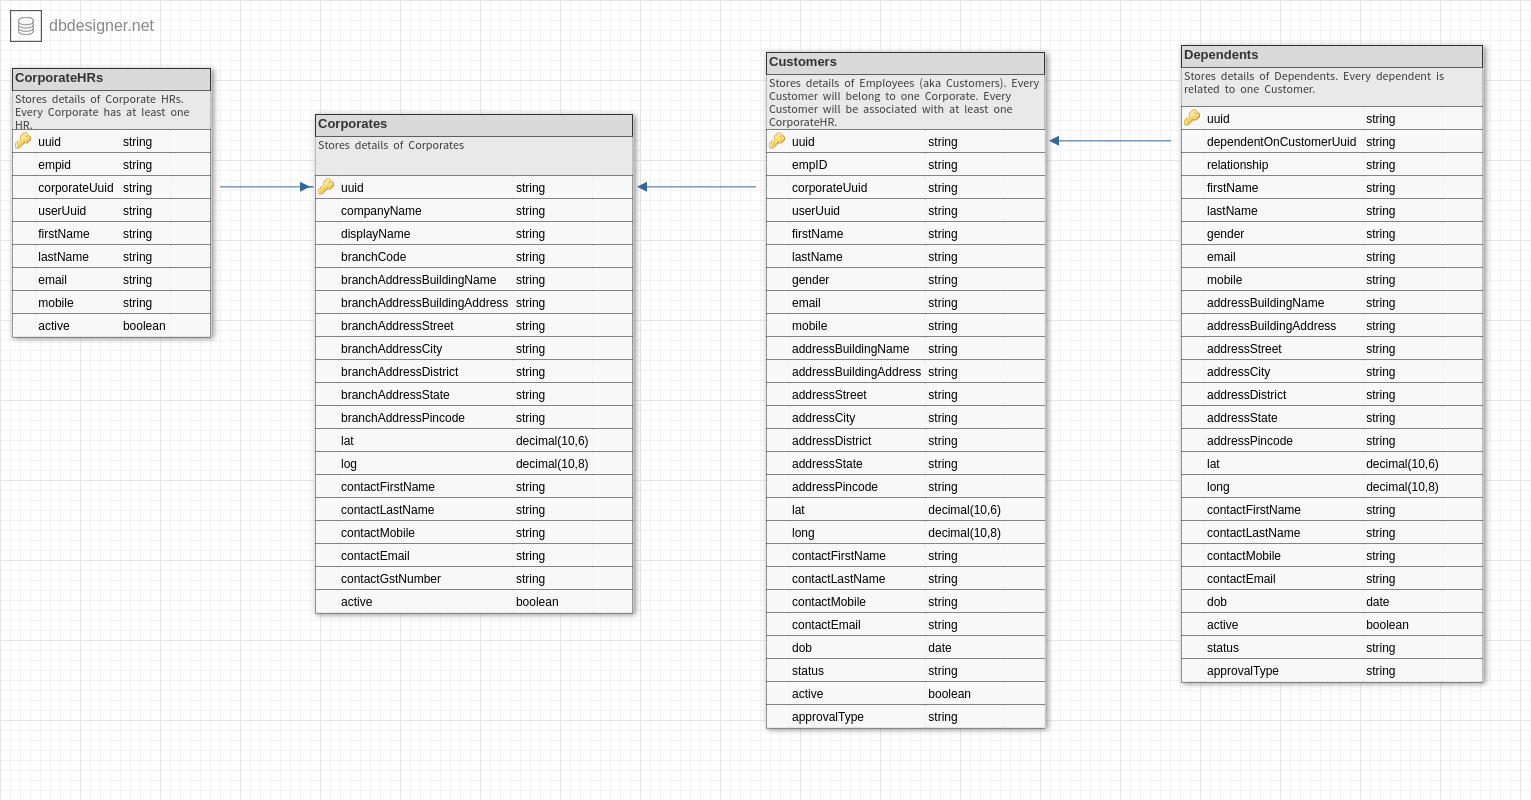 dbdesigner.net
CorporateHRs
Stores details of Corporate HRs.
Every Corporate has at least one
HR.
uuid string
empid string
corporateUuid string
userUuid string
firstName string
lastName string
email string
mobile string
active boolean
Corporates
Stores details of Corporates
uuid string
companyName string
displayName string
branchCode string
branchAddressBuildingName string
branchAddressBuildingAddress string
branchAddressStreet string
branchAddressCity string
branchAddressDistrict string
branchAddressState string
branchAddressPincode string
lat decimal(10,6)
log decimal(10,8)
contactFirstName string
contactLastName string
contactMobile string
contactEmail string
contactGstNumber string
active boolean
Customers
Stores details of Employees (aka Customers). Every
Customer will belong to one Corporate. Every
Customer will be associated with at least one
CorporateHR.
uuid string
empID string
corporateUuid string
userUuid string
firstName string
lastName string
gender string
email string
mobile string
addressBuildingName string
addressBuildingAddress string
addressStreet string
addressCity string
addressDistrict string
addressState string
addressPincode string
lat decimal(10,6)
long decimal(10,8)
contactFirstName string
contactLastName string
contactMobile string
contactEmail string
dob date
status string
active boolean
approvalType string
Dependents
Stores details of Dependents. Every dependent is
related to one Customer.
uuid string
dependentOnCustomerUuid string
relationship string
firstName string
lastName string
gender string
email string
mobile string
addressBuildingName string
addressBuildingAddress string
addressStreet string
addressCity string
addressDistrict string
addressState string
addressPincode string
lat decimal(10,6)
long decimal(10,8)
contactFirstName string
contactLastName string
contactMobile string
contactEmail string
dob date
active boolean
status string
approvalType string